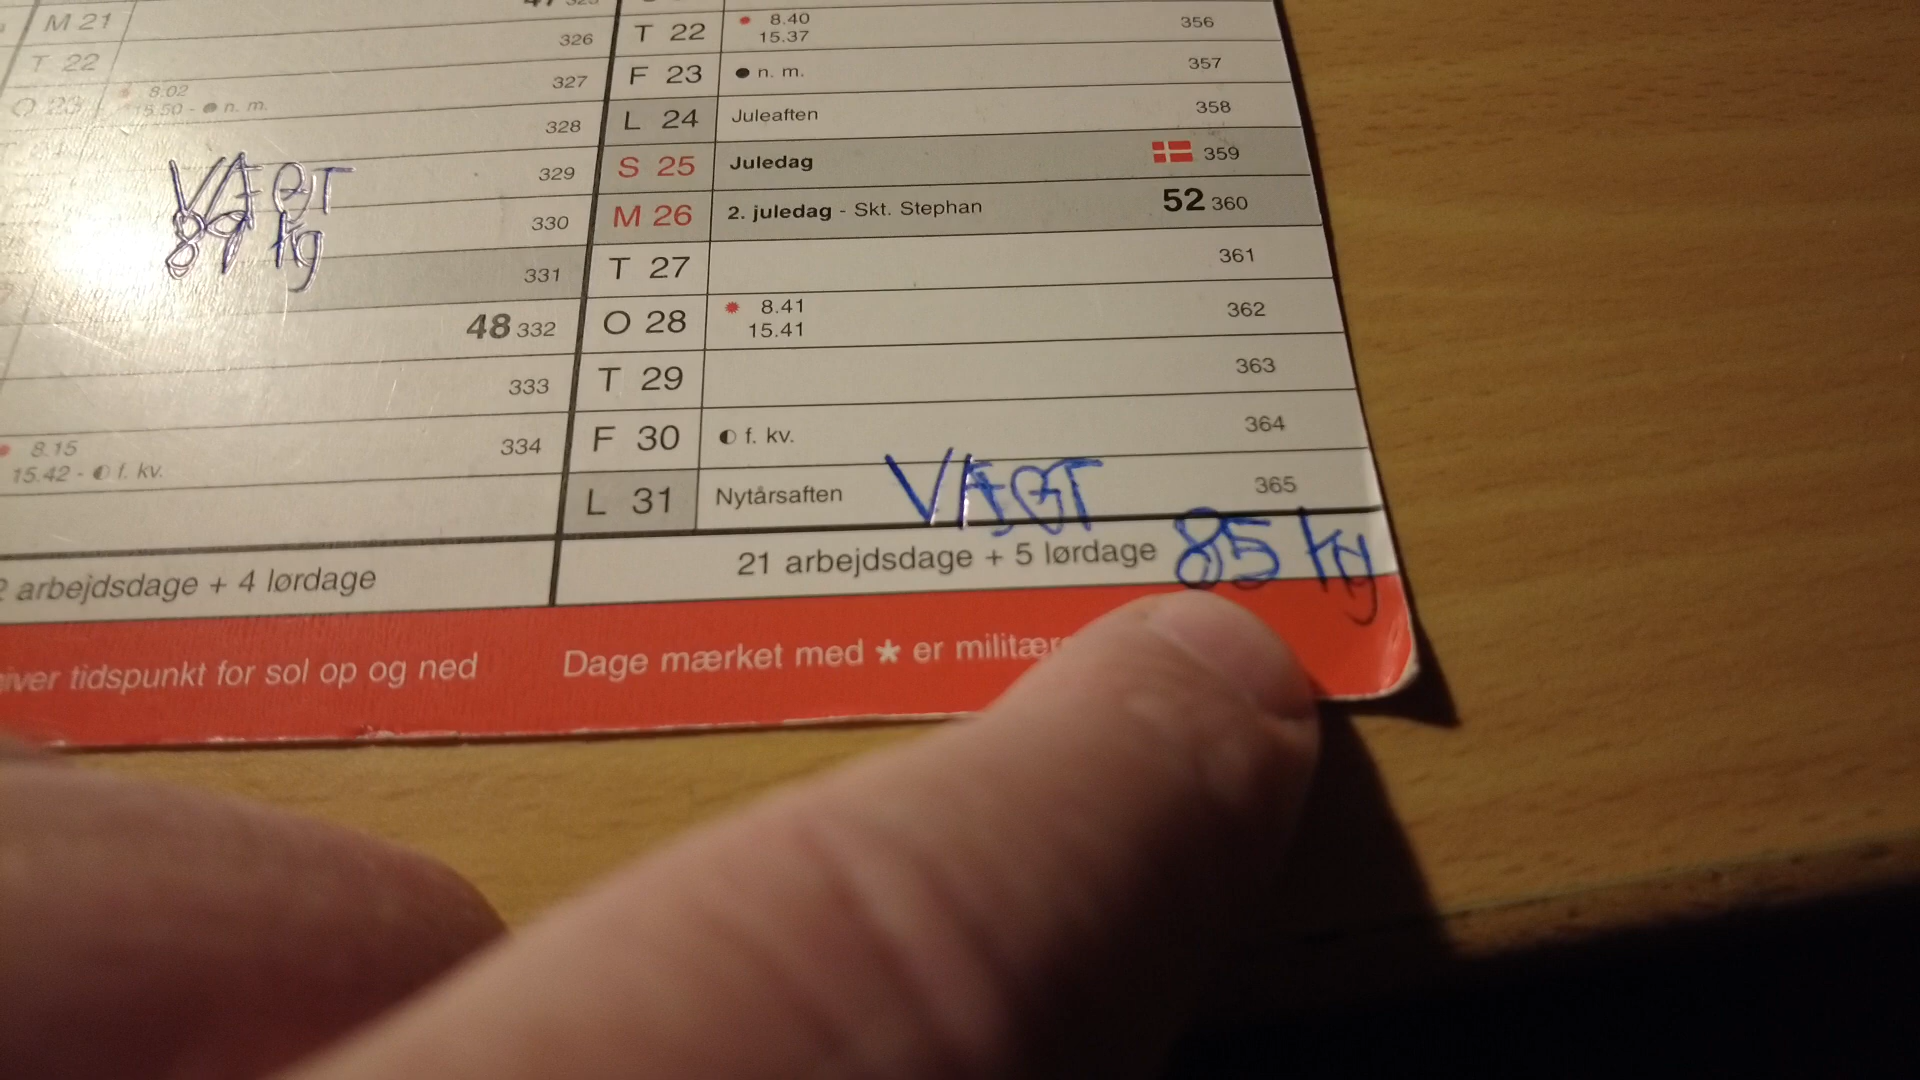 M 21
T 22
326
O 23 8.02
327
15.50 - n. m.
328
VÆGT
329
89 kg
330
331
48 332
333
8.15
334
15.42 - f. kv.
arbejdsdage + 4 lørdage
T 22 8.40 356
15.37
F 23 n. m. 357
L 24 Juleaften 358
S 25 Juledag 359
M 26 2. juledag - Skt. Stephan 52 360
T 27 361
O 28 8.41 362
15.41
T 29 363
F 30 f. kv. 364
L 31 Nytårsaften VÆGT 365
21 arbejdsdage + 5 lørdage 85 kg
tidspunkt for sol op og ned
Dage mærket med ★ er